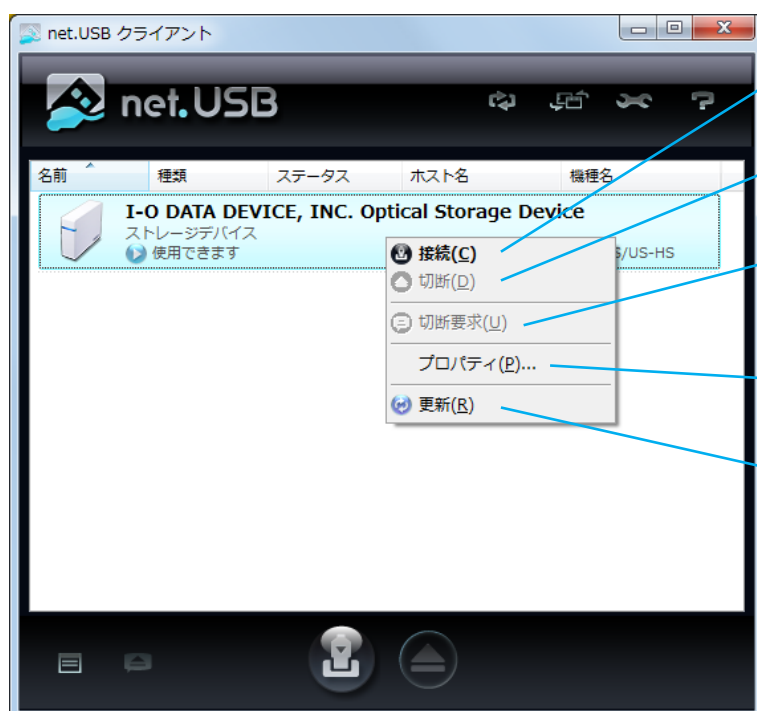 net.USB クライアント
net.USB
名前 種類 ステータス ホスト名 機種名
I-O DATA DEVICE, INC. Optical Storage Device
ストレージデバイス
使用できます
/US-HS
接続(C)
切断(D)
切断要求(U)
プロパティ(P)...
更新(R)